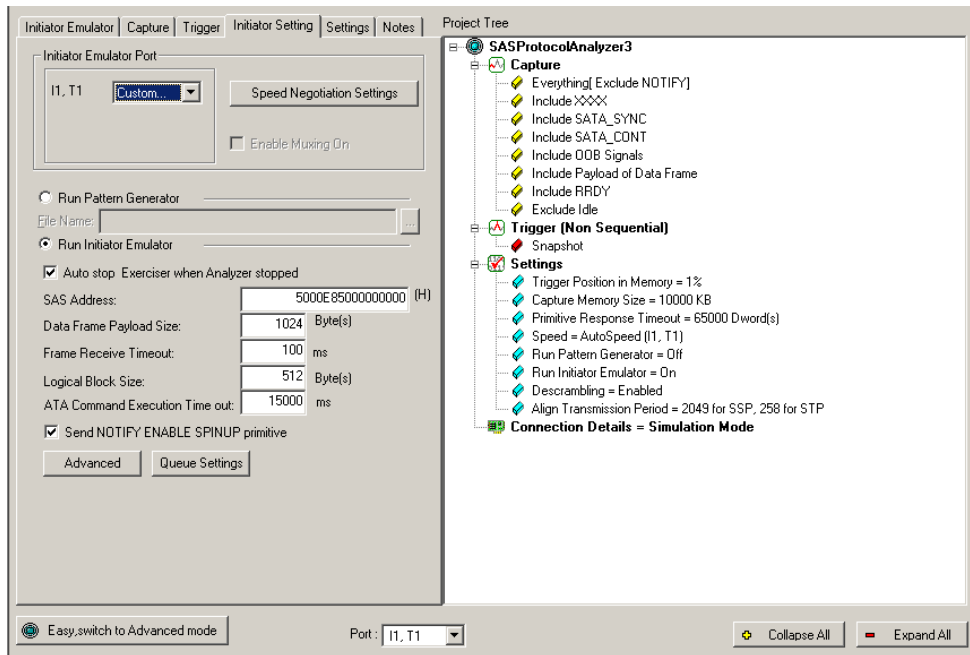 Initiator Emulator Capture Trigger Initiator Setting Settings Notes
Initiator Emulator Port
I1, T1 Custom...
Speed Negotiation Settings
Enable Muxing On
Run Pattern Generator
File Name: ...
Run Initiator Emulator
Auto stop Exerciser when Analyzer stopped
SAS Address: 5000E85000000000 (H)
Data Frame Payload Size: 1024 Byte(s)
Frame Receive Timeout: 100 ms
Logical Block Size: 512 Byte(s)
ATA Command Execution Time out: 15000 ms
Send NOTIFY ENABLE SPINUP primitive
Advanced Queue Settings
Project Tree
SASProtocolAnalyzer3
Capture
Everything[ Exclude NOTIFY]
Include XXXX
Include SATA_SYNC
Include SATA_CONT
Include OOB Signals
Include Payload of Data Frame
Include RRDY
Exclude Idle
Trigger (Non Sequential)
Snapshot
Settings
Trigger Position in Memory = 1%
Capture Memory Size = 10000 KB
Primitive Response Timeout = 65000 Dword(s)
Speed = AutoSpeed (I1, T1)
Run Pattern Generator = Off
Run Initiator Emulator = On
Descrambling = Enabled
Align Transmission Period = 2049 for SSP, 258 for STP
Connection Details = Simulation Mode
Easy,switch to Advanced mode
Port : I1, T1
Collapse All
Expand All